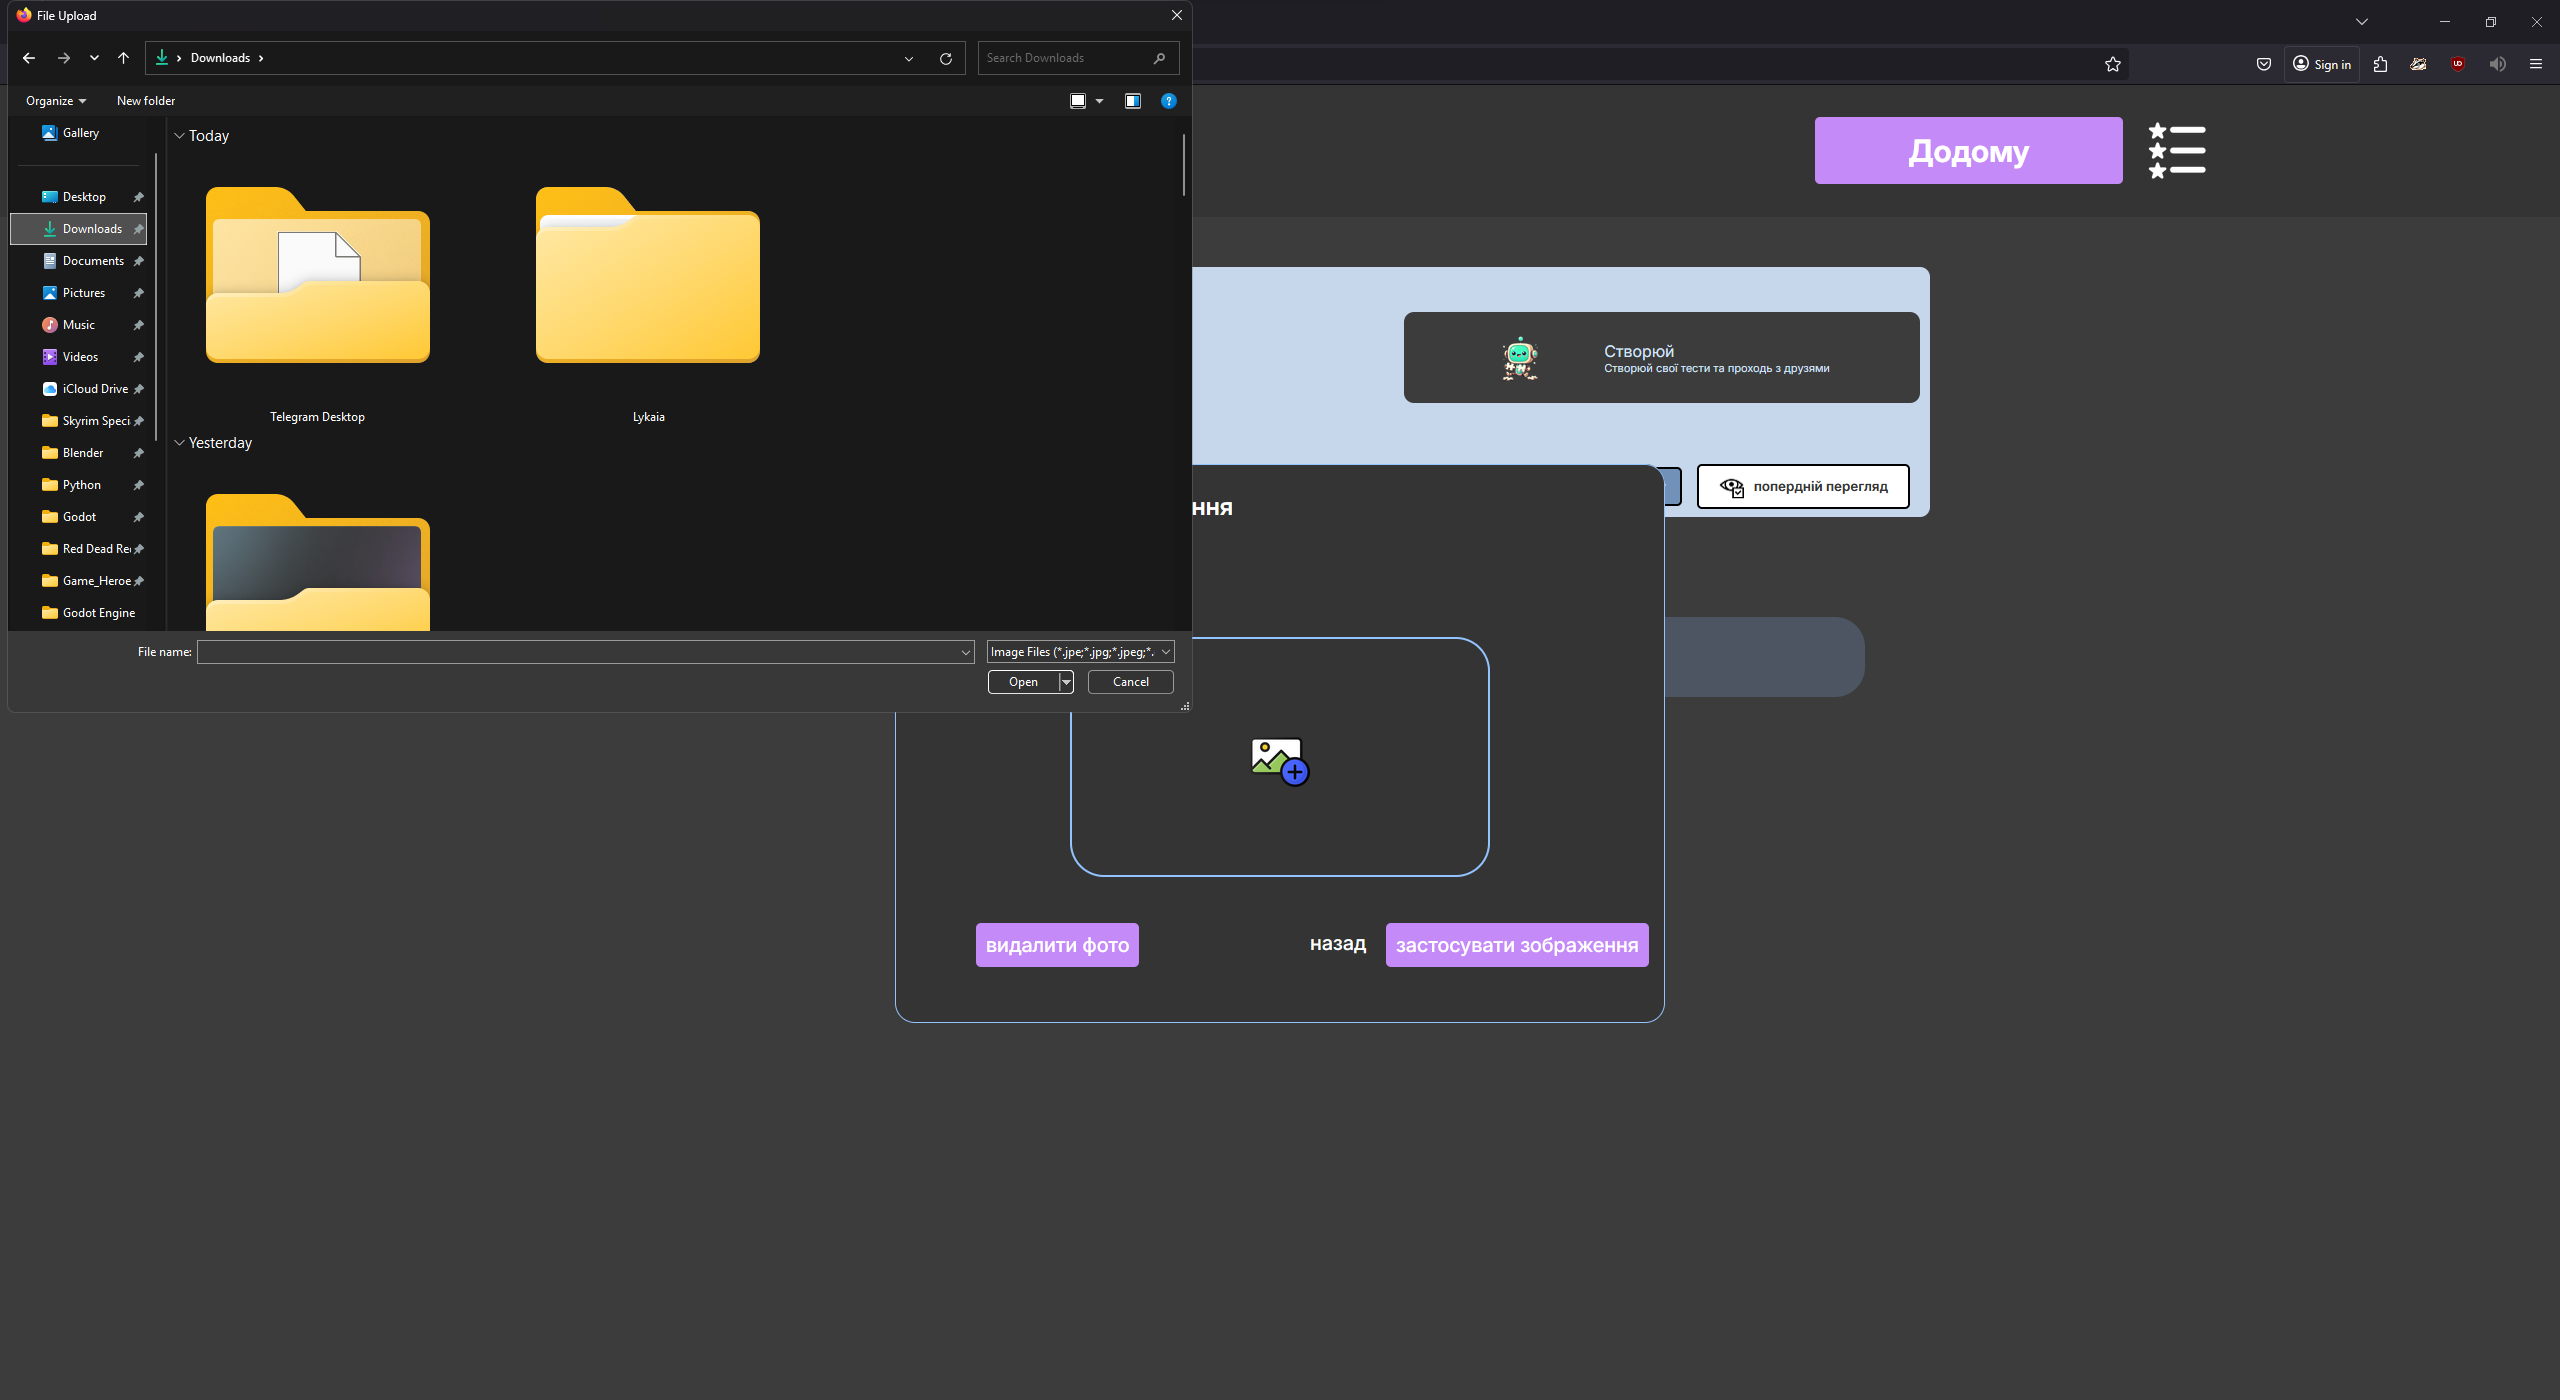 File Upload
Downloads
Search Downloads
Sign in
Organize
New folder
Gallery
Desktop
Downloads
Documents
Pictures
Music
Videos
iCloud Drive
Skyrim Speci
Blender
Python
Godot
Red Dead Re
Game_Heroe
Godot Engine
Today
Telegram Desktop
Lykaia
Yesterday
File name:
Image Files (*.jpe;*.jpg;*.jpeg;*.
Open
Cancel
Додому
Створюй
Створюй свої тести та проходь з друзями
попердній перегляд
ння
видалити фото
назад
застосувати зображення